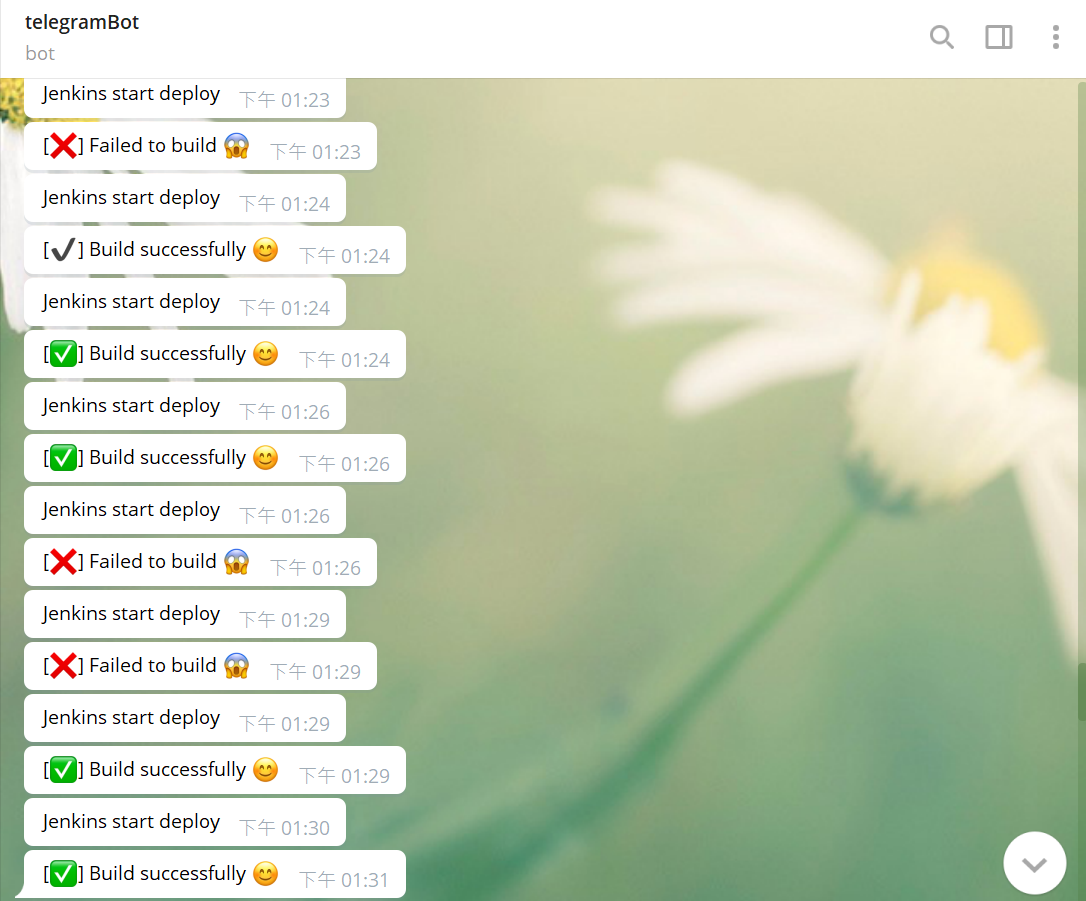 telegramBot
bot
Jenkins start deploy 下午 01:23
[❌] Failed to build 😱 下午 01:23
Jenkins start deploy 下午 01:24
[✔] Build successfully 😊 下午 01:24
Jenkins start deploy 下午 01:24
[✅] Build successfully 😊 下午 01:24
Jenkins start deploy 下午 01:26
[✅] Build successfully 😊 下午 01:26
Jenkins start deploy 下午 01:26
[❌] Failed to build 😱 下午 01:26
Jenkins start deploy 下午 01:29
[❌] Failed to build 😱 下午 01:29
Jenkins start deploy 下午 01:29
[✅] Build successfully 😊 下午 01:29
Jenkins start deploy 下午 01:30
[✅] Build successfully 😊 下午 01:31